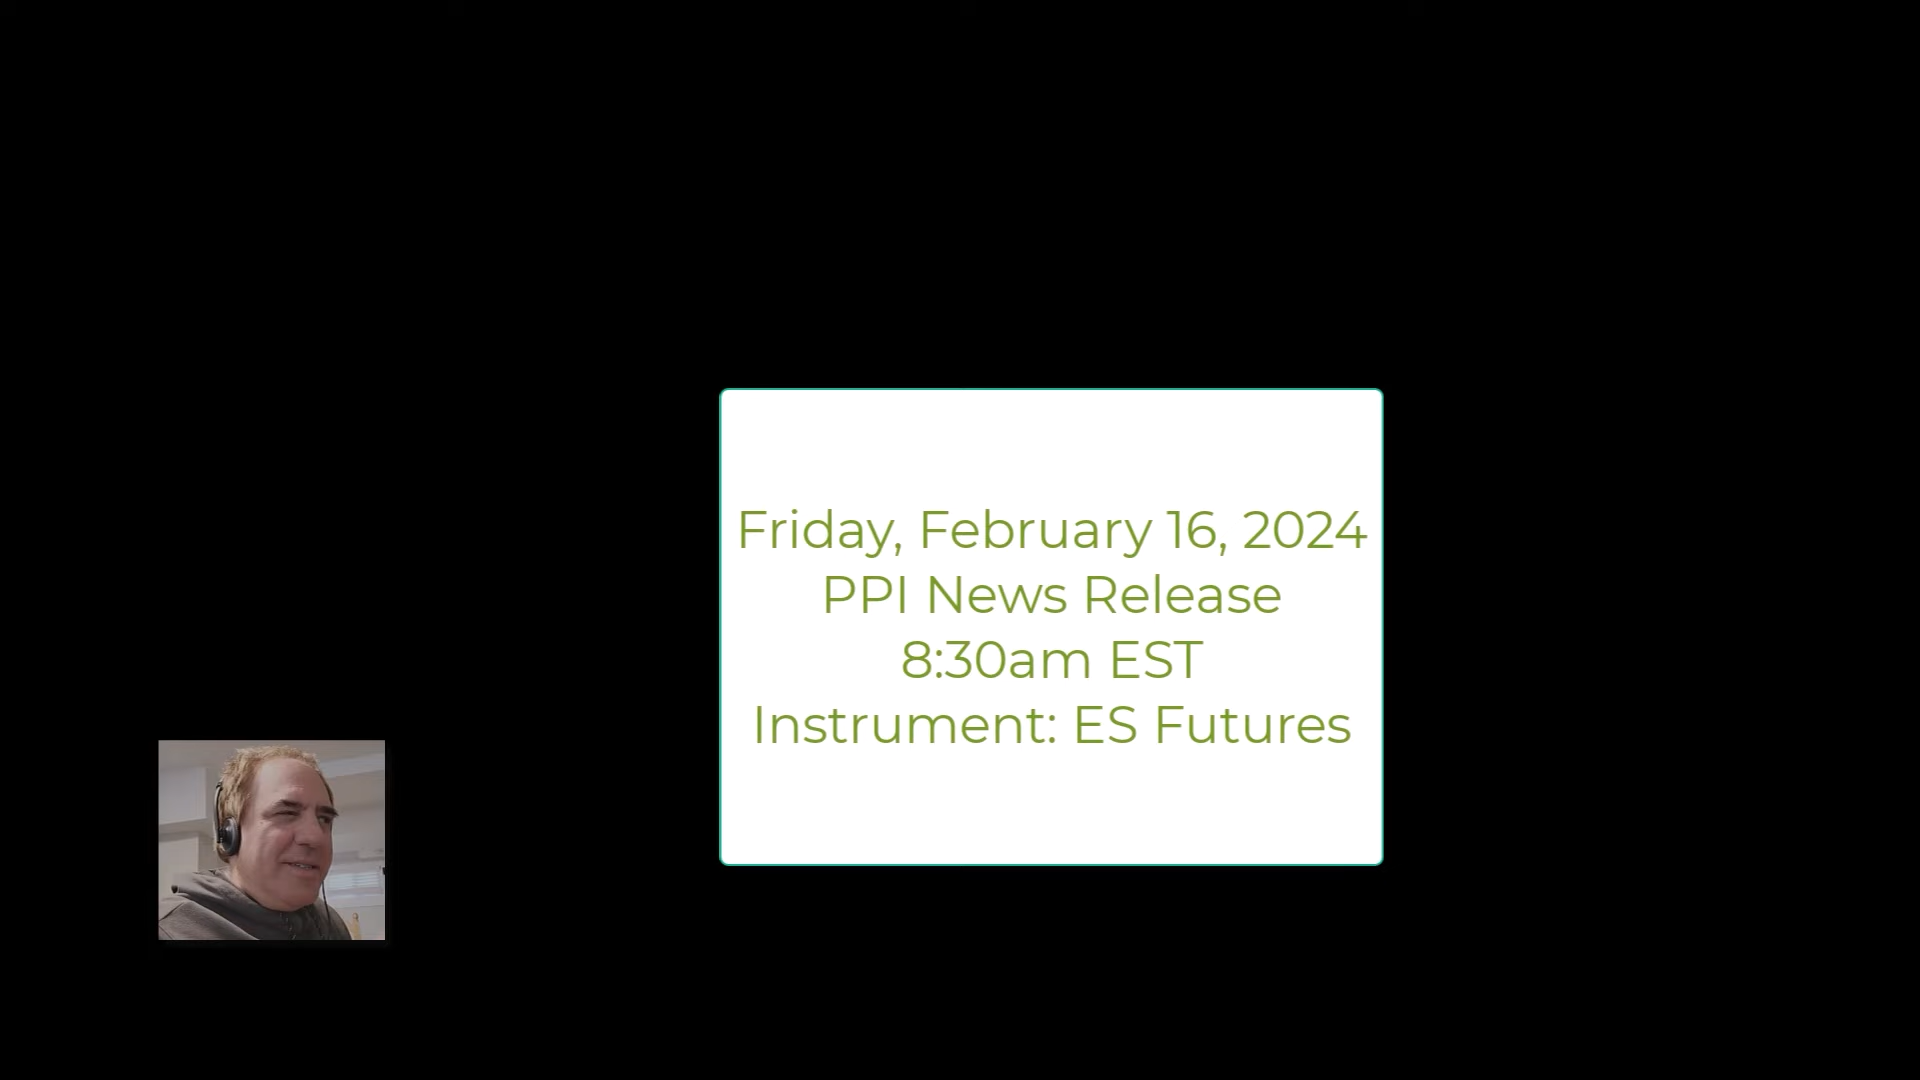 Friday, February 16, 2024
PPI News Release
8:30am EST
Instrument: ES Futures